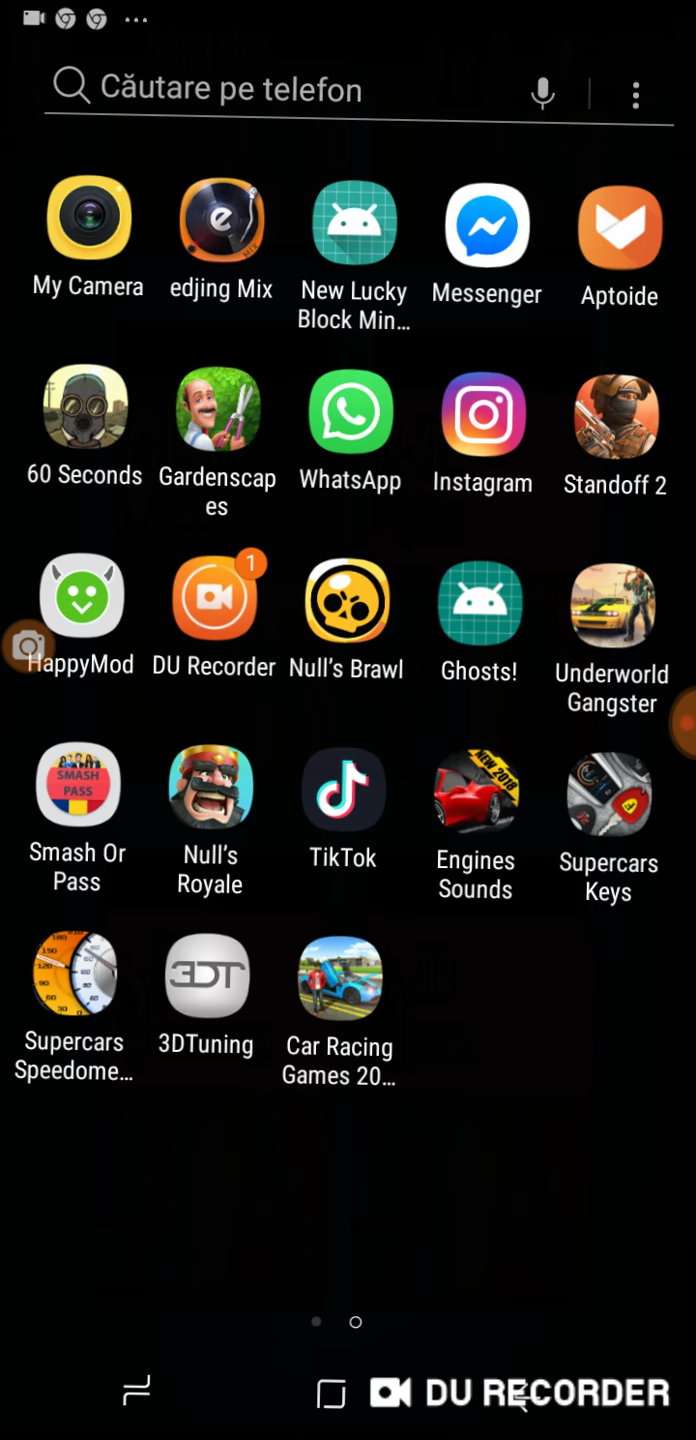 Căutare pe telefon
My Camera
edjing Mix
New Lucky
Block Min...
Messenger
Aptoide
60 Seconds
Gardenscap
es
WhatsApp
Instagram
Standoff 2
1
HappyMod
DU Recorder
Null's Brawl
Ghosts!
Underworld
Gangster
SMASH
PASS
NEW 2018
Smash Or
Pass
Null's
Royale
TikTok
Engines
Sounds
Supercars
Keys
3DT
Supercars
Speedome...
3DTuning
Car Racing
Games 20...
DU RECORDER